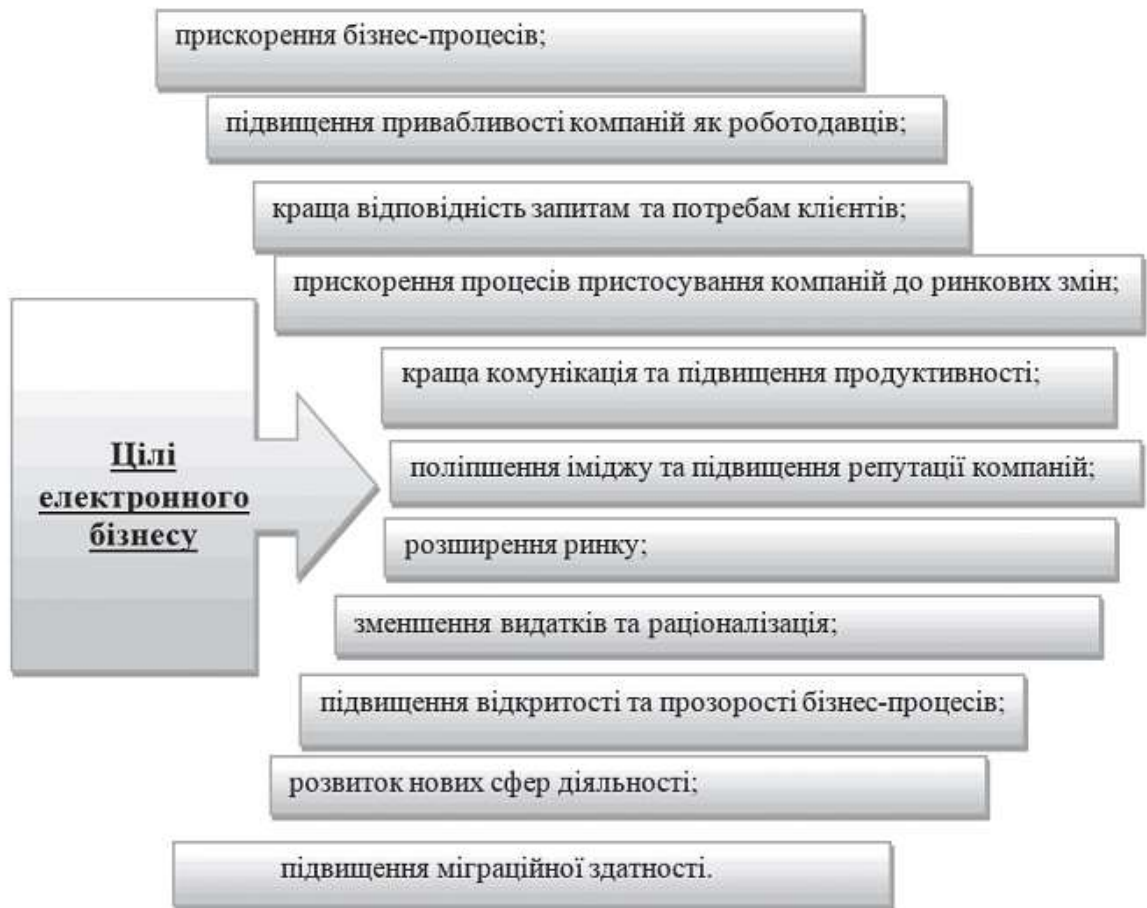 прискорення бізнес-процесів;
підвищення привабливості компаній як роботодавців;
краща відповідність запитам та потребам клієнтів;
прискорення процесів пристосування компаній до ринкових змін;
краща комунікація та підвищення продуктивності;
Цілі
електронного
бізнесу
поліпшення іміджу та підвищення репутації компаній;
розширення ринку;
зменшення видатків та раціоналізація;
підвищення відкритості та прозорості бізнес-процесів;
розвиток нових сфер діяльності;
підвищення міграційної здатності.